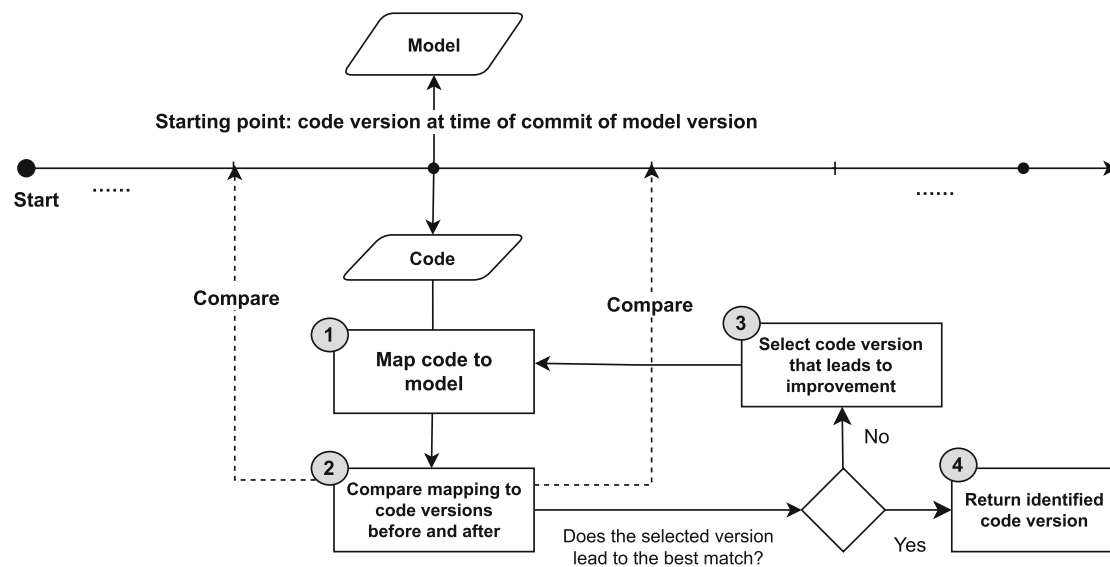 Model
Starting point: code version at time of commit of model version
Start
......
......
Code
Compare
Compare
1
Map code to
model
3
Select code version
that leads to
improvement
2
Compare mapping to
code versions
before and after
Does the selected version
lead to the best match?
No
Yes
4
Return identified
code version